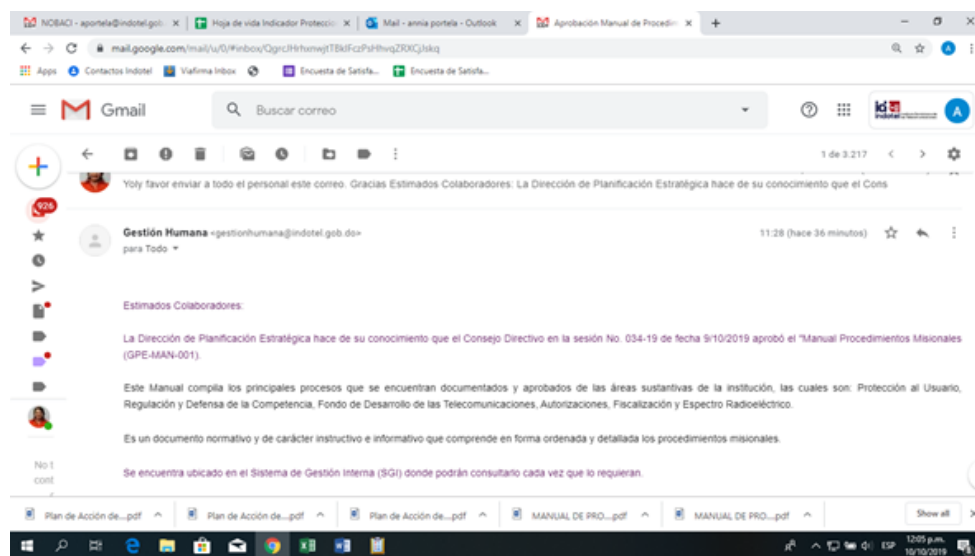 NOBACI - aportela@indotel.gob.
Hoja de vida Indicador Protecció
Mail - annia portela - Outlook
Aprobación Manual de Procedim
mail.google.com/mail/u/0/#inbox/
Apps Contactos Indotel Viafirma Inbox Encuesta de Satisfa... Encuesta de Satisfa...
Gmail
Buscar correo
indotel
A
1 de 3.217
926
Yoly favor enviar a todo el personal este correo. Gracias Estimados Colaboradores: La Dirección de Planificación Estratégica hace de su conocimiento que el Cons
Gestión Humana <gestionhumana@indotel.gob.do>
11:28 (hace 36 minutos)
para Todo
Estimados Colaboradores:
La Dirección de Planificación Estratégica hace de su conocimiento que el Consejo Directivo en la sesión No. 034-19 de fecha 9/10/2019 aprobó el "Manual Procedimientos Misionales
(GPE-MAN-001).
Este Manual compila los principales procesos que se encuentran documentados y aprobados de las áreas sustantivas de la institución, las cuales son: Protección al Usuario,
Regulación y Defensa de la Competencia, Fondo de Desarrollo de las Telecomunicaciones, Autorizaciones, Fiscalización y Espectro Radioeléctrico.
Es un documento normativo y de carácter instructivo e informativo que comprende en forma ordenada y detallada los procedimientos misionales.
No t
cont
Se encuentra ubicado en el Sistema de Gestión Interna (SGI) donde podrán consultarlo cada vez que lo requieran.
Plan de Acción de....pdf Plan de Acción de....pdf Plan de Acción de....pdf MANUAL DE PRO....pdf MANUAL DE PRO....pdf Show all
ESP
12:05 p.m.
10/10/2019